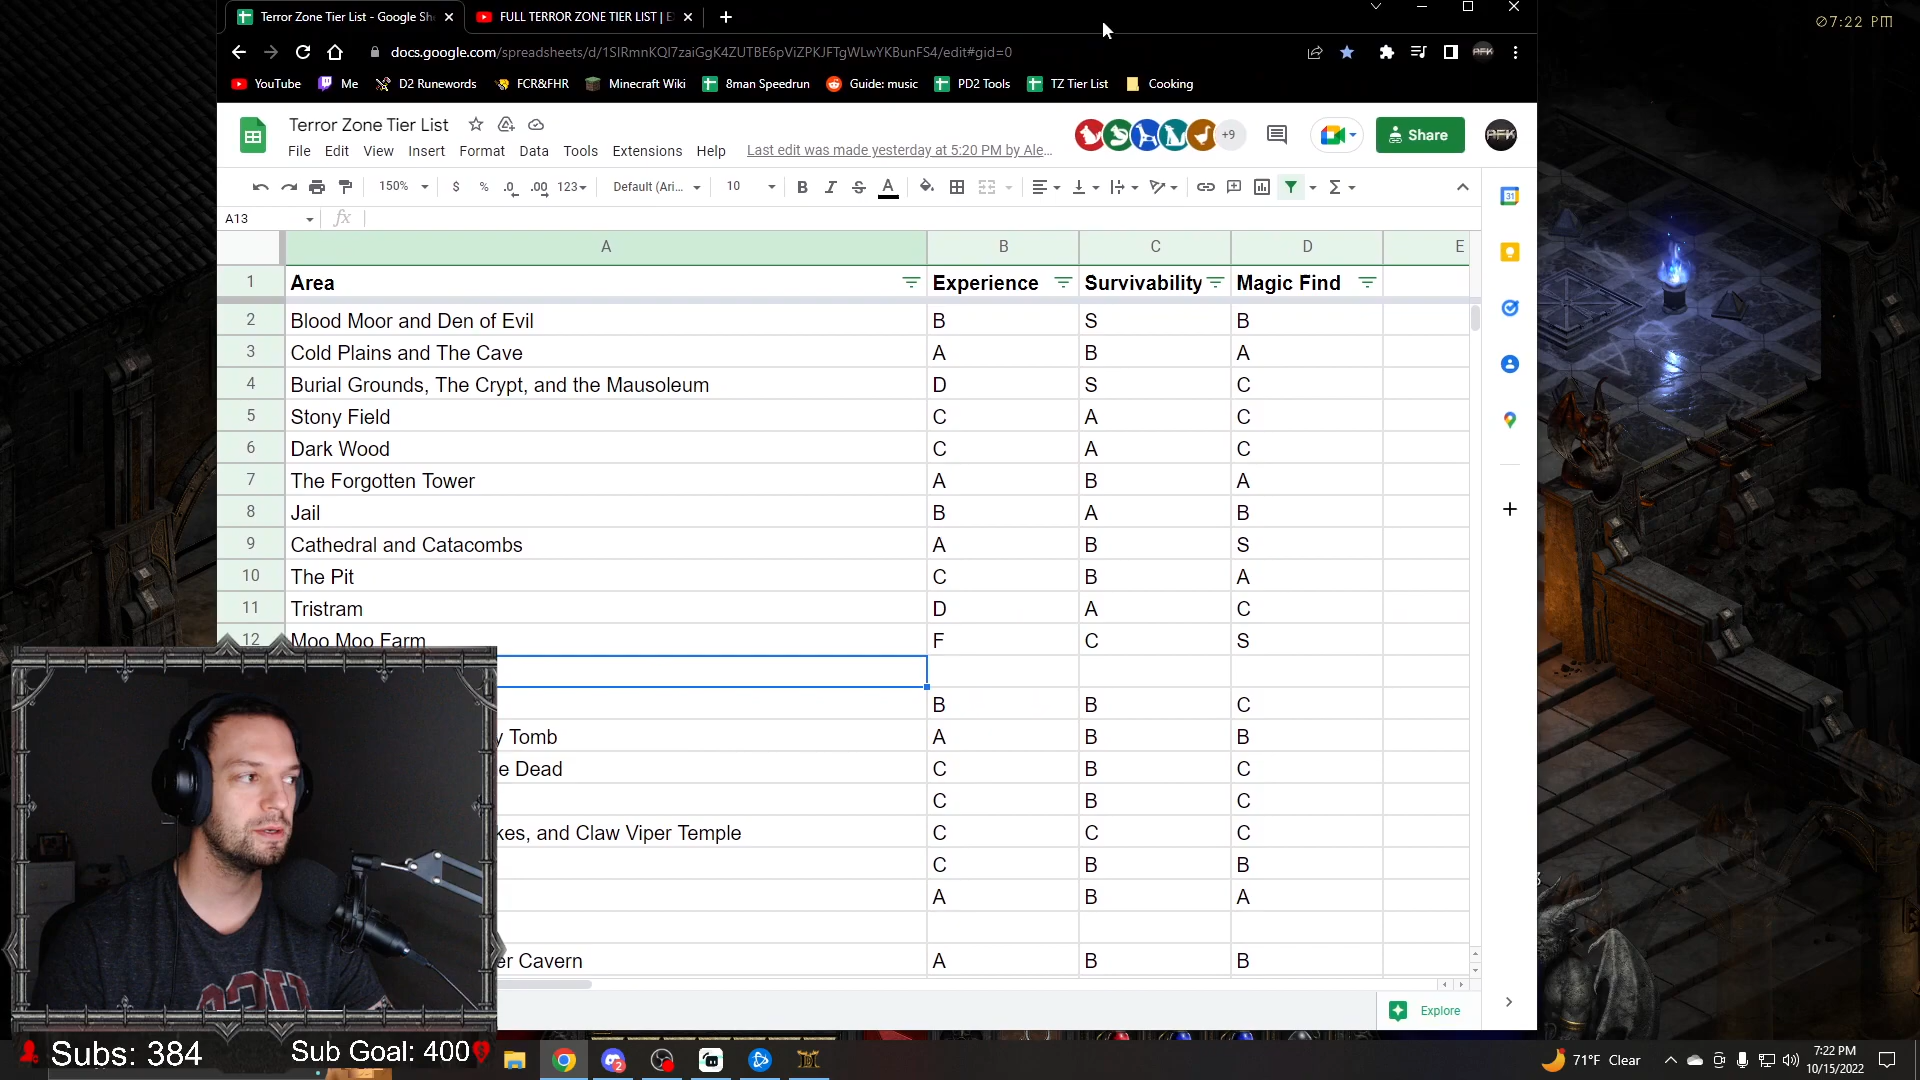 Terror Zone Tier List - Google Sh
FULL TERROR ZONE TIER LIST | E
07:22 PM
docs.google.com/spreadsheets/d/1SIRmnKQl7zaiGgK4ZUTBE6pViZPKJFTgWLwYKBunFS4/edit#gid=0
YouTube Me D2 Runewords FCR&FHR Minecraft Wiki 8man Speedrun Guide: music PD2 Tools TZ Tier List Cooking
Terror Zone Tier List
+9
Share
File Edit View Insert Format Data Tools Extensions Help Last edit was made yesterday at 5:20 PM by Ale...
150% $ % .0 .00 123 Default (Ari... 10 B I S A
A13 fx
A B C D E
1 Area Experience Survivability Magic Find
2 Blood Moor and Den of Evil B S B
3 Cold Plains and The Cave A B A
4 Burial Grounds, The Crypt, and the Mausoleum D S C
5 Stony Field C A C
6 Dark Wood C A C
7 The Forgotten Tower A B A
8 Jail B A B
9 Cathedral and Catacombs A B S
10 The Pit C B A
11 Tristram D A C
12 Moo Moo Farm F C S
B B C
y Tomb A B B
e Dead C B C
C B C
kes, and Claw Viper Temple C C C
C B B
A B A
er Cavern A B B
Explore
Subs: 384 Sub Goal: 400
71°F Clear
7:22 PM
10/15/2022